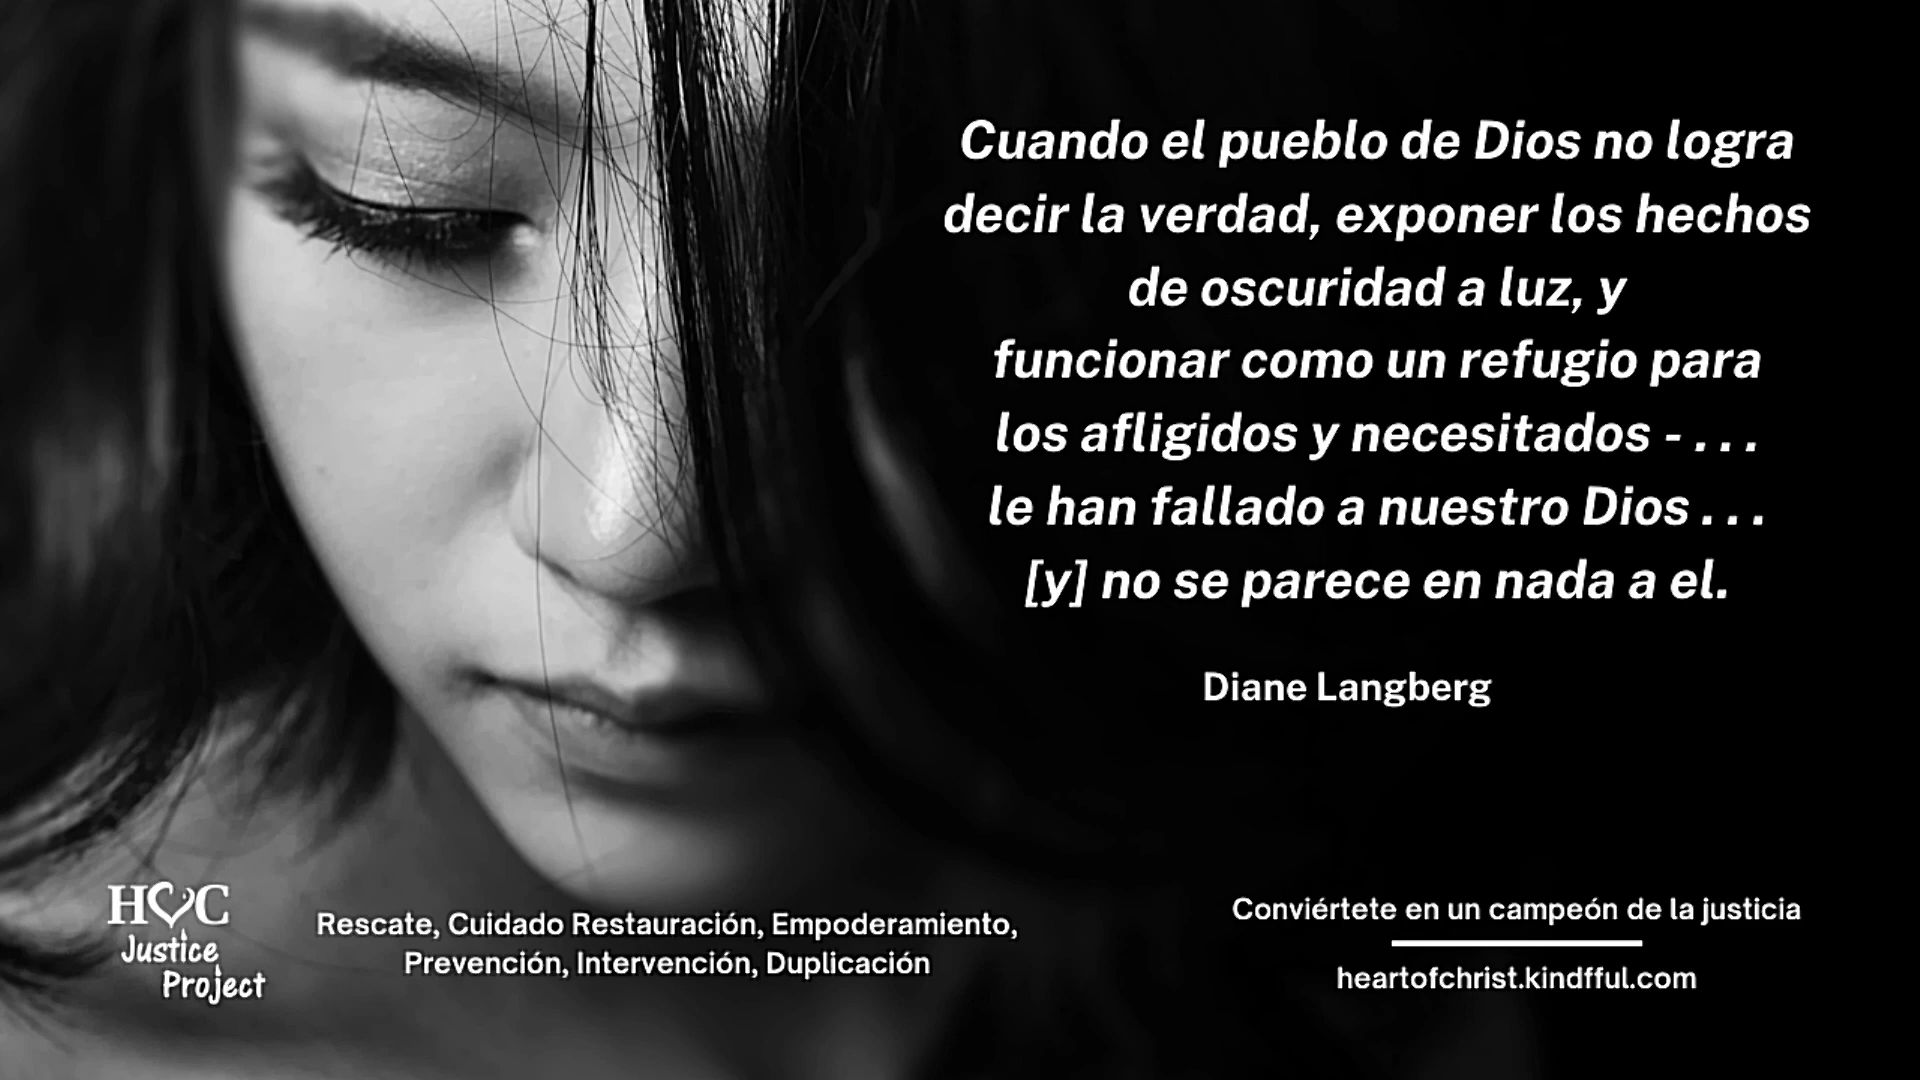 Cuando el pueblo de Dios no logra
decir la verdad, exponer los hechos
de oscuridad a luz, y
funcionar como un refugio para
los afligidos y necesitados - . . .
le han fallado a nuestro Dios . . .
[y] no se parece en nada a el.
Diane Langberg
HOC
Justice
Project
Rescate, Cuidado Restauración, Empoderamiento,
Prevención, Intervención, Duplicación
Conviértete en un campeón de la justicia
heartofchrist.kindfful.com